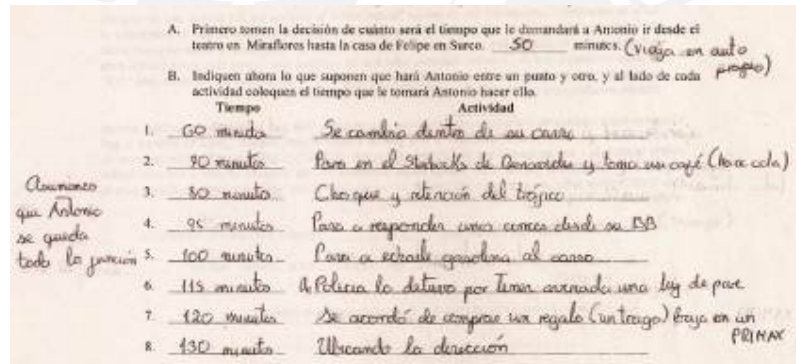 A. Primero tomen la decisión de cuánto será el tiempo que le demandará a Antonio ir desde el
teatro en Miraflores hasta la casa de Felipe en Surco. 50 minutos. (viaja en auto
propio)
B. Indiquen ahora lo que suponen que hará Antonio entre un punto y otro, y al lado de cada
actividad coloquen el tiempo que le tomará Antonio hacer ello.
Tiempo Actividad
1. 60 minutos Se cambio dentro de su carro
2. 70 minutos Para en el Starbucks de Benavides y toma un café (hace cola)
3. 80 minutos Choque y retención del tráfico
4. 95 minutos Para a responder unos correos desde su BB
5. 100 minutos Para a echarle gasolina al carro
6. 115 minutos Policia lo detuvo por tener averiada una luz de
7. 120 minutos Se acordó de comprar un regalo (un trago) baja en un
PRIMAX
8. 130 minutos Ubicando la dirección
Asumimos
que Antonio
se queda
toda la función